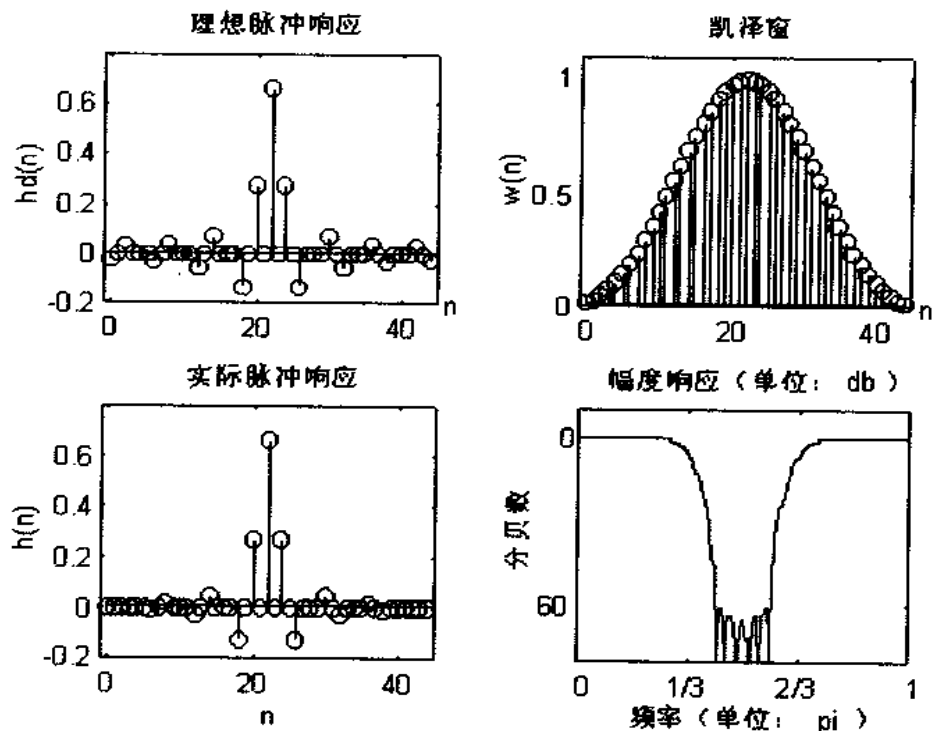 理想脉冲响应
hd(n)
0.6
0.4
0.2
0
-0.2
0
20
40
n
凯泽窗
w(n)
1
0.5
0
0
20
40
n
实际脉冲响应
h(n)
0.6
0.4
0.2
0
-0.2
0
20
40
n
幅度响应（单位： db ）
分贝数
0
60
0
1/3
2/3
1
频率（单位： pi ）